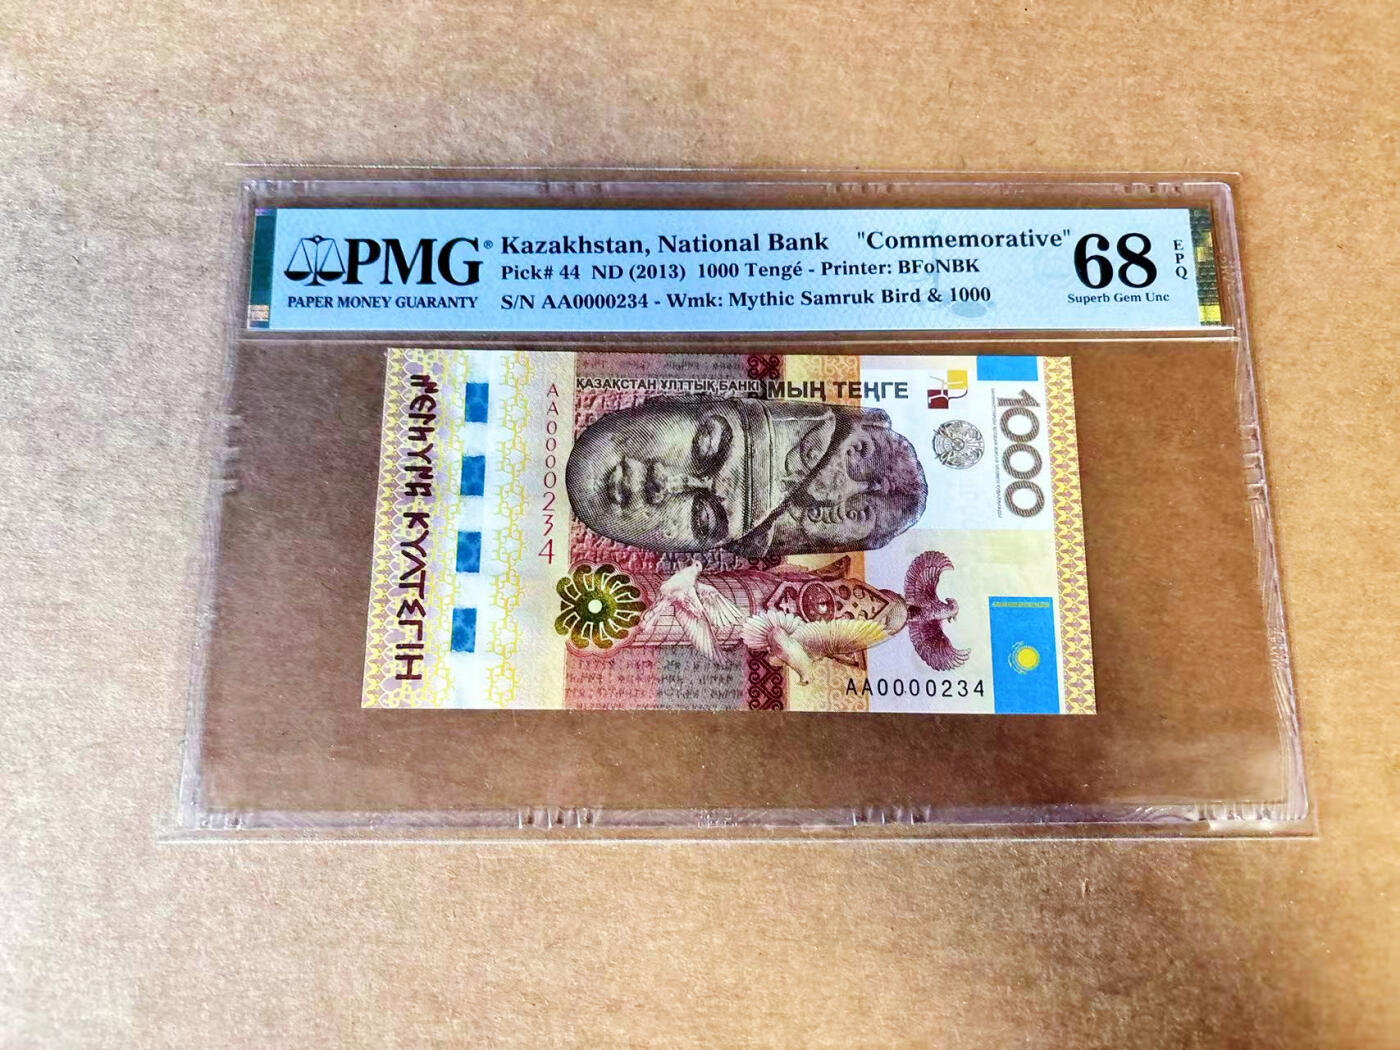 PMG®
PAPER MONEY GUARANTY
Kazakhstan, National Bank "Commemorative"
Pick# 44 ND (2013) 1000 Tengé - Printer: BFoNBK
S/N AA0000234 - Wmk: Mythic Samruk Bird & 1000
68
EPQ
Superb Gem Unc
ҚАЗАҚСТАН ҰЛТТЫҚ БАНКІ
МЫҢ ТЕҢГЕ
1000
AA0000234
КҮЛТЕГІН
AA0000234